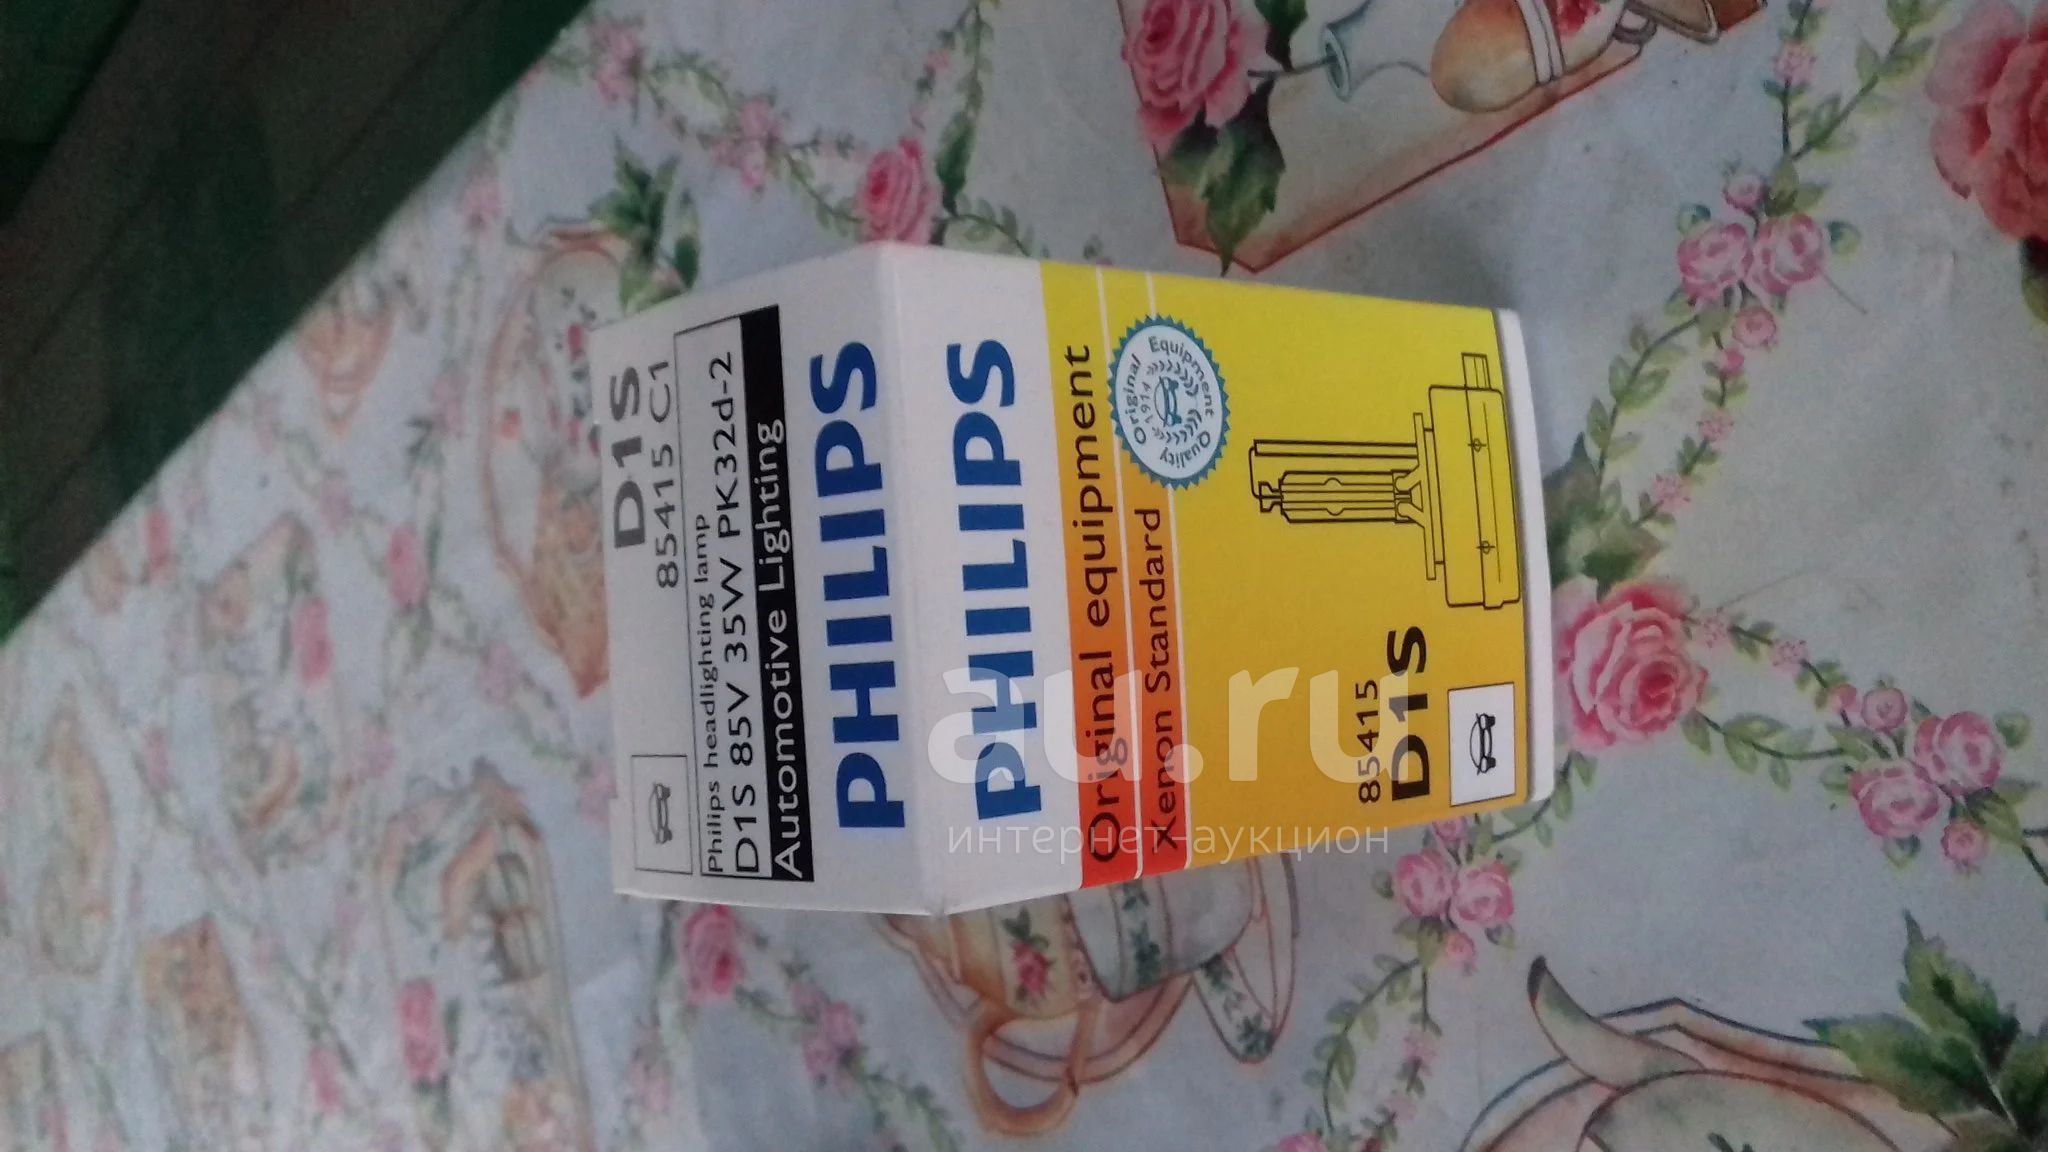 D1S
85415 C1
Philips headlighting lamp
D1S 85V 35W PK32d-2
Automotive Lighting
PHILIPS
PHILIPS
Original equipment
Xenon Standard
Original Equipment
1914
Quality
85415
D1S
au.ru
интернет-аукцион